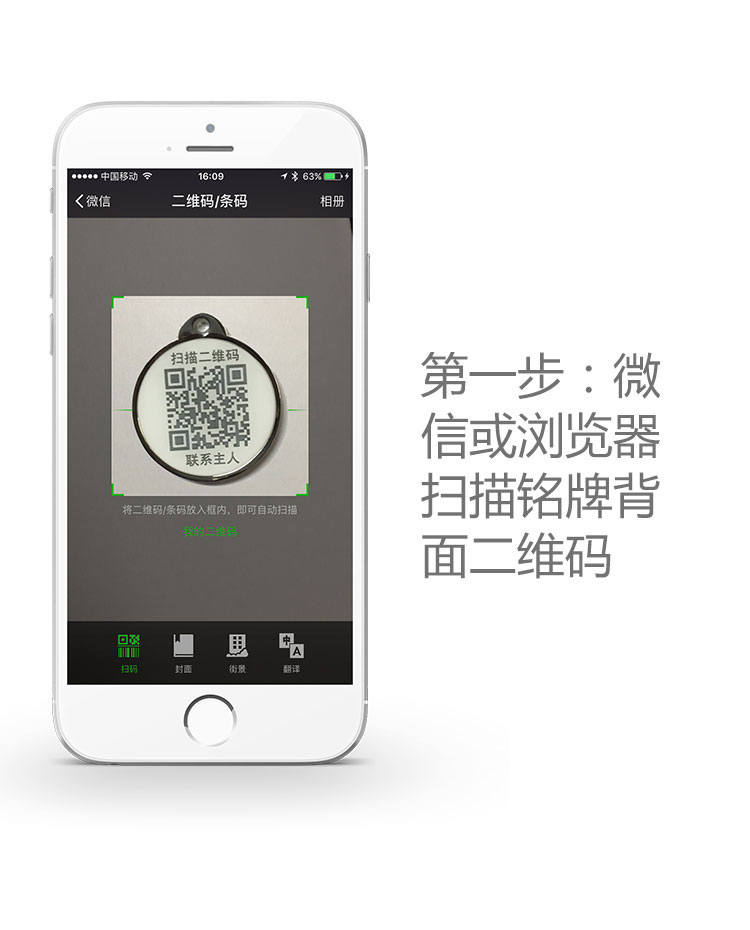 中国移动 16:09 63%
微信 二维码/条码 相册
扫描二维码
联系主人
将二维码/条码放入框内，即可自动扫描
我的二维码
扫码 封面 街景 翻译
中
A
第一步：微
信或浏览器
扫描铭牌背
面二维码